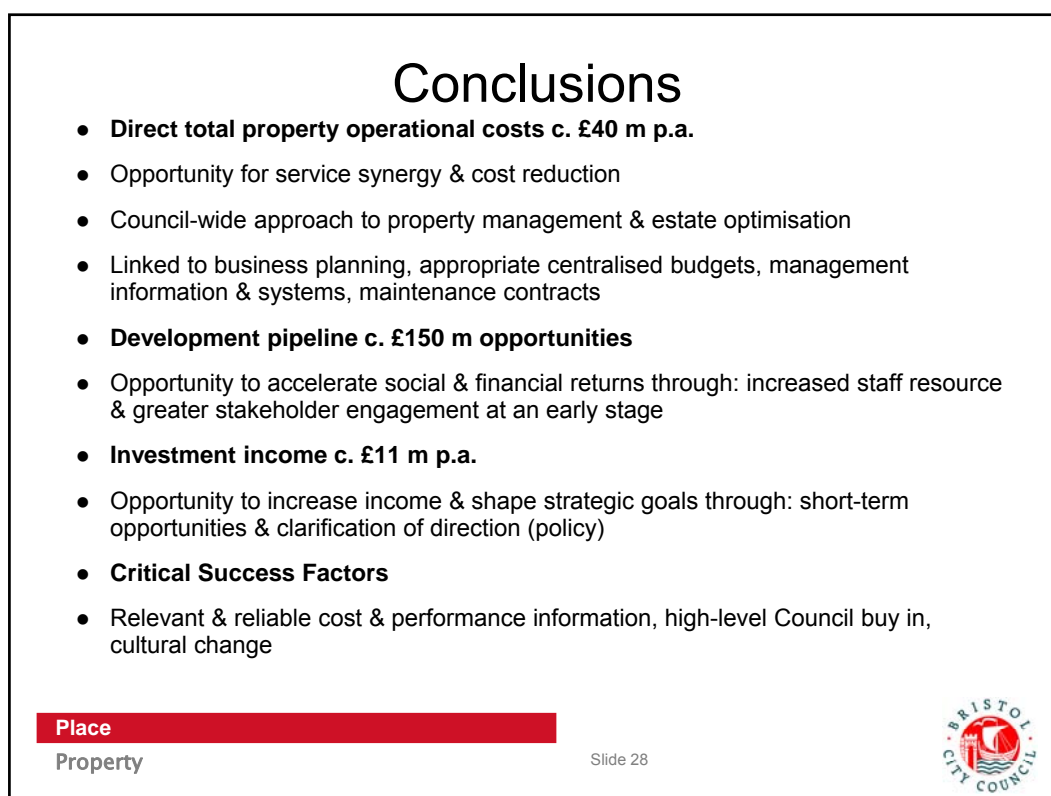 Conclusions
● Direct total property operational costs c. £40 m p.a.
● Opportunity for service synergy & cost reduction
● Council-wide approach to property management & estate optimisation
● Linked to business planning, appropriate centralised budgets, management
information & systems, maintenance contracts
● Development pipeline c. £150 m opportunities
● Opportunity to accelerate social & financial returns through: increased staff resource
& greater stakeholder engagement at an early stage
● Investment income c. £11 m p.a.
● Opportunity to increase income & shape strategic goals through: short-term
opportunities & clarification of direction (policy)
● Critical Success Factors
● Relevant & reliable cost & performance information, high-level Council buy in,
cultural change
Place
Property
Slide 28
BRISTOL
CITY COUNCIL